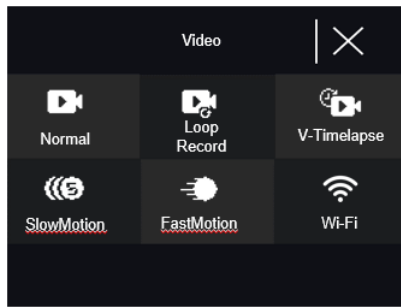 Video
Normal
Loop
Record
V-Timelapse
SlowMotion
FastMotion
Wi-Fi